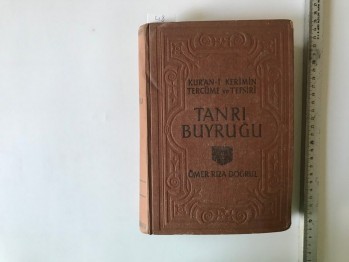 KUR'AN-I KERİMİN
TERCÜME ve TEFSİRİ
TANRI
BUYRUĞU
ÖMER RIZA DOĞRUL